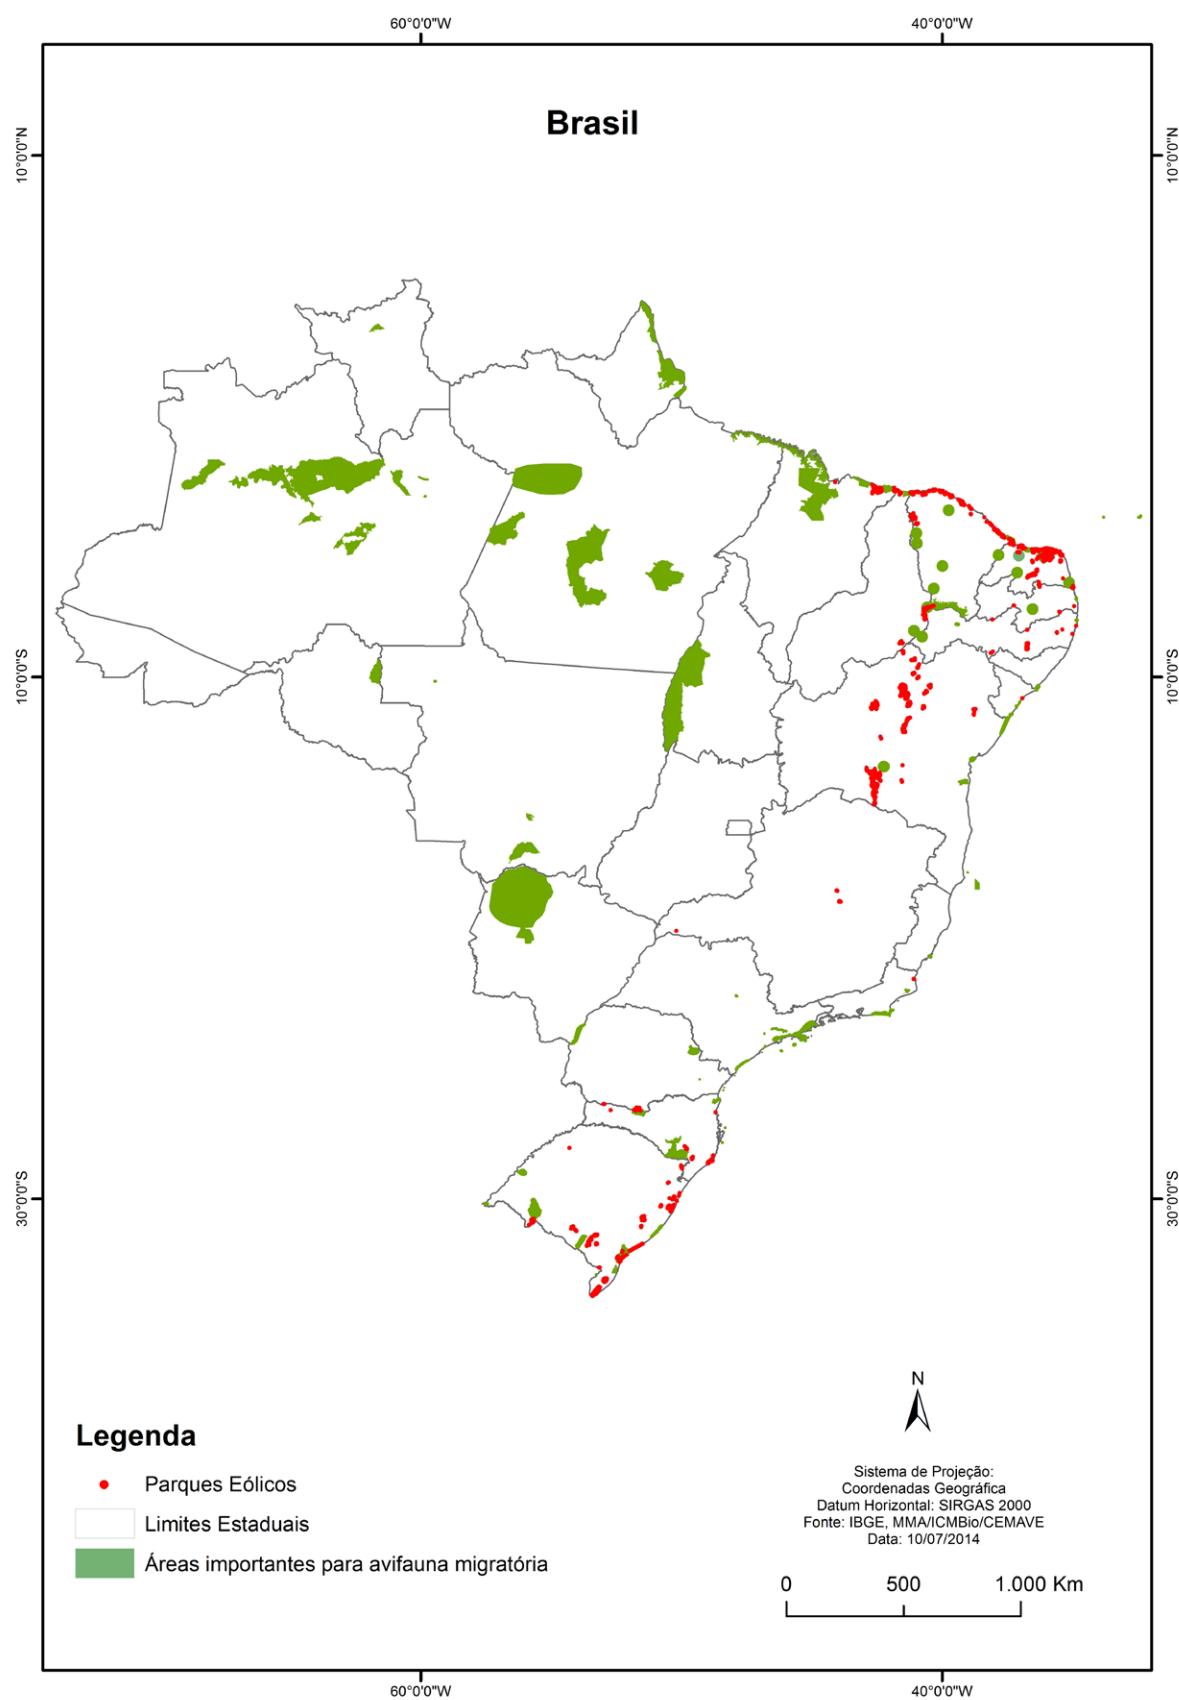 60°0'0"W
40°0'0"W
Brasil
10°0'0"N
10°0'0"N
10°0'0"S
10°0'0"S
30°0'0"S
30°0'0"S
N
Legenda
Parques Eólicos
Limites Estaduais
Áreas importantes para avifauna migratória
Sistema de Projeção:
Coordenadas Geográfica
Datum Horizontal: SIRGAS 2000
Fonte: IBGE, MMA/ICMBio/CEMAVE
Data: 10/07/2014
0 500 1.000 Km
60°0'0"W
40°0'0"W